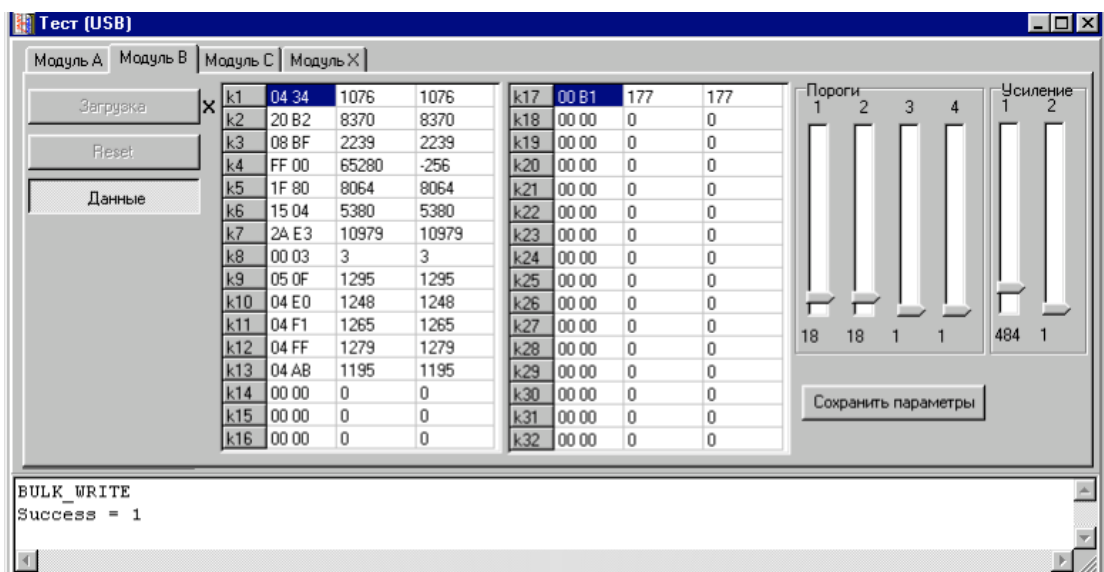 Тест (USB)
Модуль A Модуль B Модуль C Модуль X
Загрузка X
Reset
Данные
k1 04 34 1076 1076
k2 20 B2 8370 8370
k3 08 BF 2239 2239
k4 FF 00 65280 -256
k5 1F 80 8064 8064
k6 15 04 5380 5380
k7 2A E3 10979 10979
k8 00 03 3 3
k9 05 0F 1295 1295
k10 04 E0 1248 1248
k11 04 F1 1265 1265
k12 04 FF 1279 1279
k13 04 AB 1195 1195
k14 00 00 0 0
k15 00 00 0 0
k16 00 00 0 0
k17 00 B1 177 177
k18 00 00 0 0
k19 00 00 0 0
k20 00 00 0 0
k21 00 00 0 0
k22 00 00 0 0
k23 00 00 0 0
k24 00 00 0 0
k25 00 00 0 0
k26 00 00 0 0
k27 00 00 0 0
k28 00 00 0 0
k29 00 00 0 0
k30 00 00 0 0
k31 00 00 0 0
k32 00 00 0 0
Пороги
1 2 3 4
18 18 1 1
Усиление
1 2
484 1
Сохранить параметры
BULK_WRITE
Success = 1